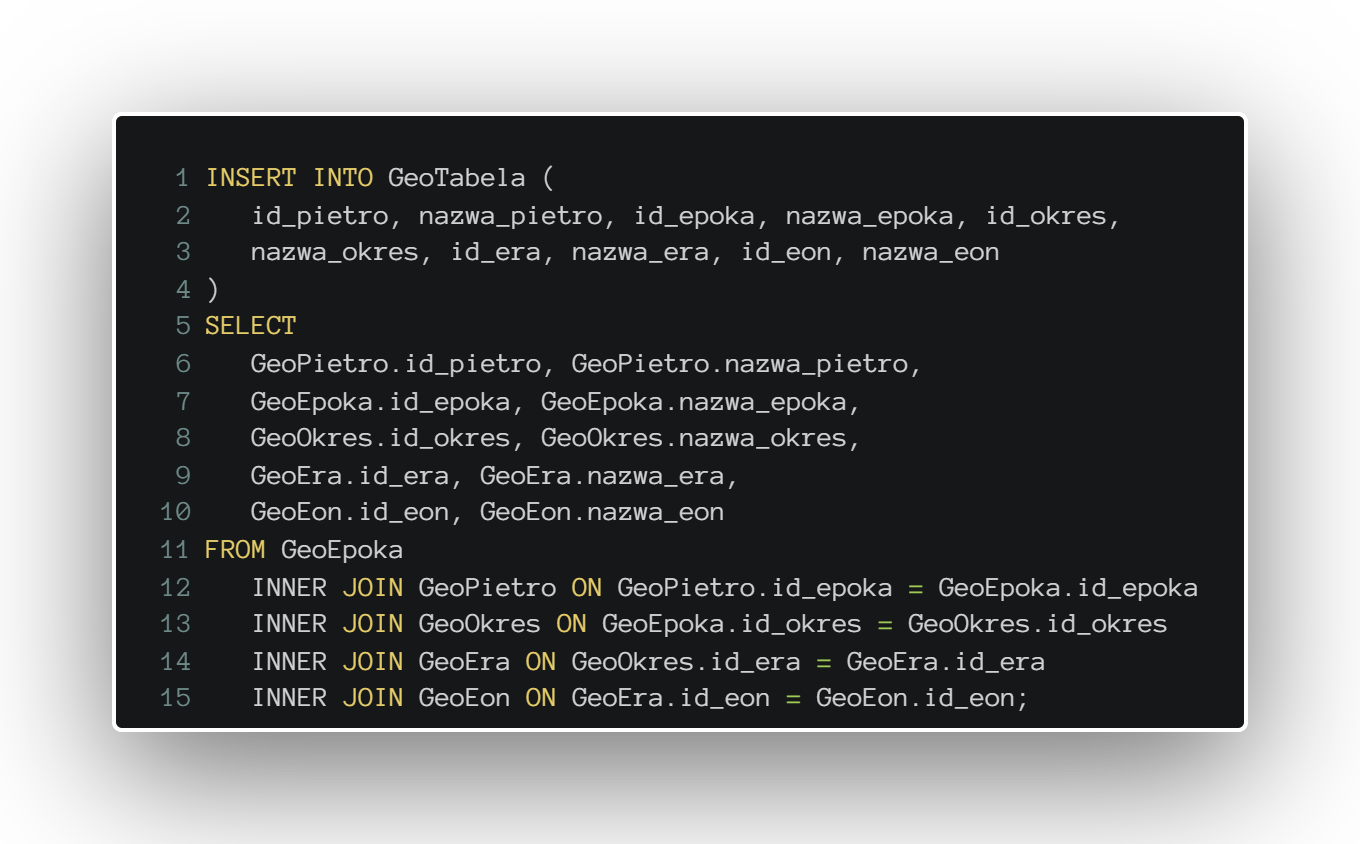 1 INSERT INTO GeoTabela (
2    id_pietro, nazwa_pietro, id_epoka, nazwa_epoka, id_okres,
3    nazwa_okres, id_era, nazwa_era, id_eon, nazwa_eon
4 )
5 SELECT
6    GeoPietro.id_pietro, GeoPietro.nazwa_pietro,
7    GeoEpoka.id_epoka, GeoEpoka.nazwa_epoka,
8    GeoOkres.id_okres, GeoOkres.nazwa_okres,
9    GeoEra.id_era, GeoEra.nazwa_era,
10    GeoEon.id_eon, GeoEon.nazwa_eon
11 FROM GeoEpoka
12    INNER JOIN GeoPietro ON GeoPietro.id_epoka = GeoEpoka.id_epoka
13    INNER JOIN GeoOkres ON GeoEpoka.id_okres = GeoOkres.id_okres
14    INNER JOIN GeoEra ON GeoOkres.id_era = GeoEra.id_era
15    INNER JOIN GeoEon ON GeoEra.id_eon = GeoEon.id_eon;